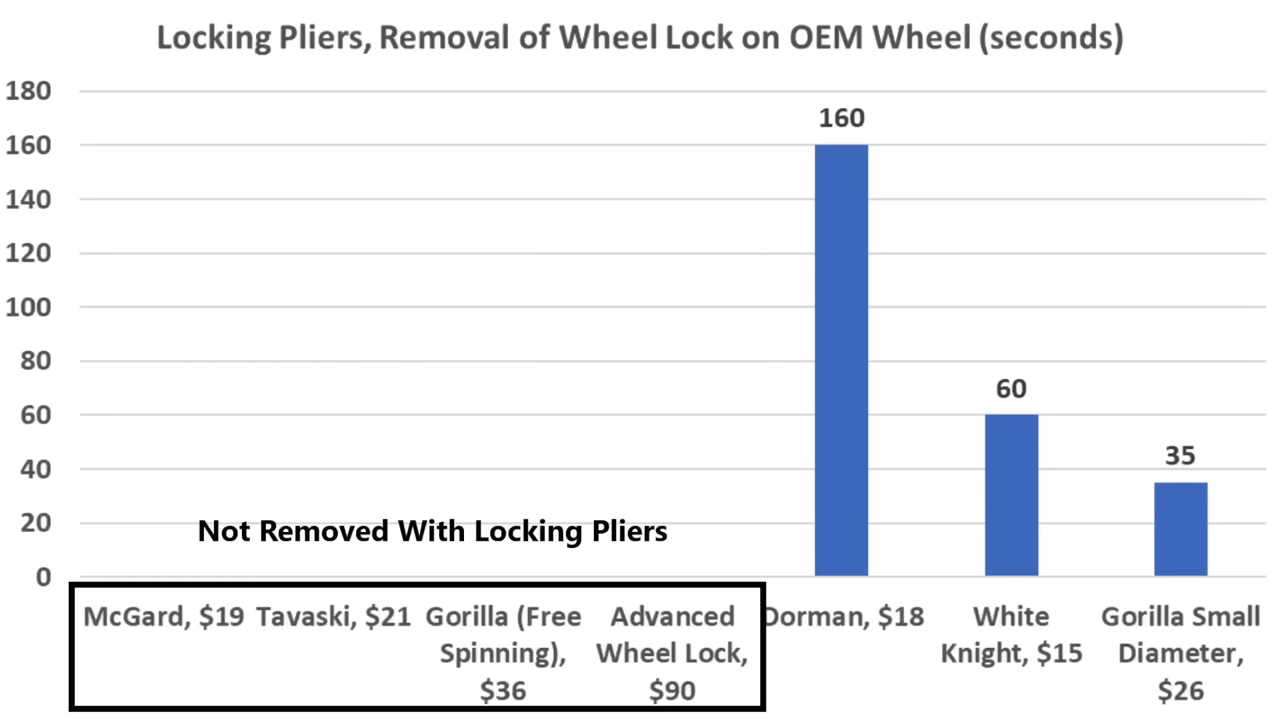 Locking Pliers, Removal of Wheel Lock on OEM Wheel (seconds)
180
160
140
120
100
80
60
40
20
0
160
60
35
Not Removed With Locking Pliers
McGard, $19
Tavaski, $21
Gorilla (Free
Spinning),
$36
Advanced
Wheel Lock,
$90
Dorman, $18
White
Knight, $15
Gorilla Small
Diameter,
$26